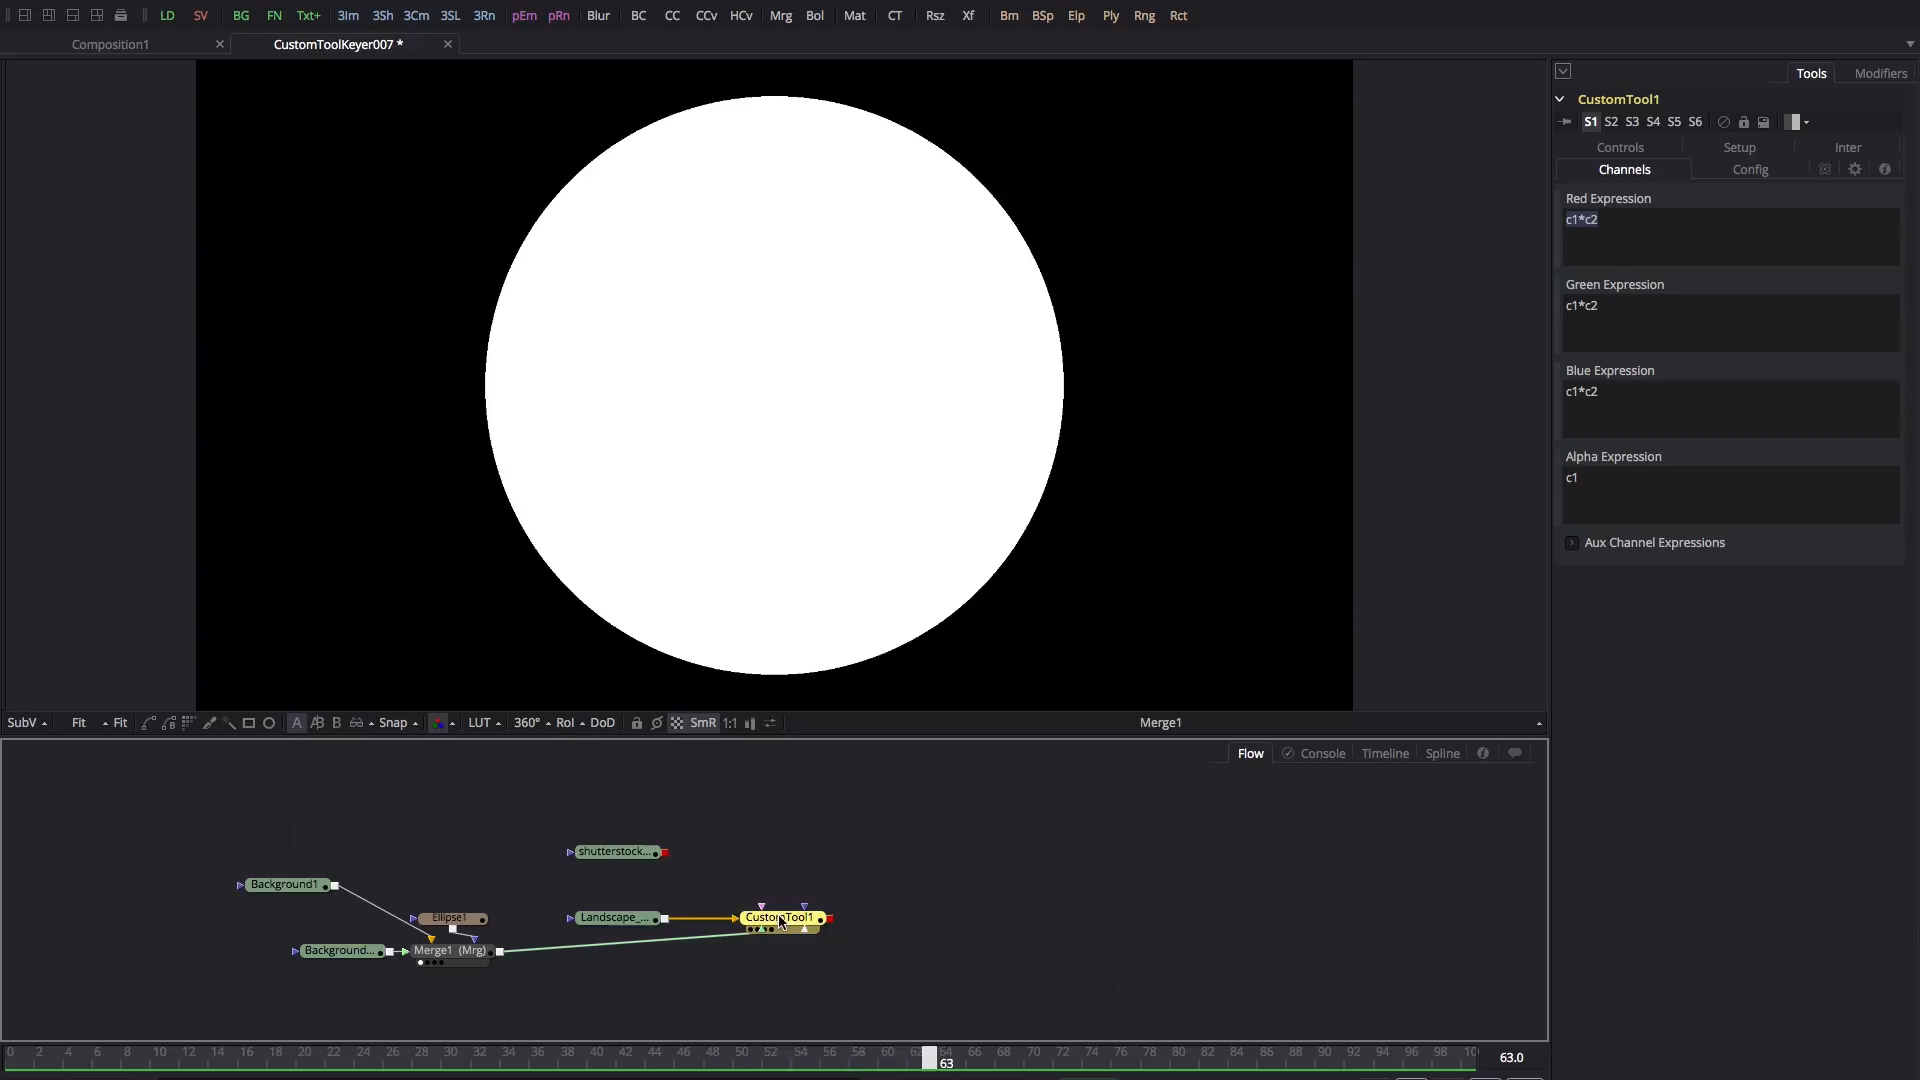 LD SV BG FN Txt+ 3Im 3Sh 3Cm 3SL 3Rn pEm pRn Blur BC CC CCv HCv Mrg Bol Mat CT Rsz Xf Bm BSp Elp Ply Rng Rct
Composition1 CustomToolKeyer007 *
Tools Modifiers
CustomTool1
S1 S2 S3 S4 S5 S6
Controls Setup Inter
Channels Config
Red Expression
c1*c2
Green Expression
c1*c2
Blue Expression
c1*c2
Alpha Expression
c1
Aux Channel Expressions
SubV Fit Fit A B B Snap LUT 360° RoI DoD SmR 1:1 Merge1
Flow Console Timeline Spline
shutterstock...
Background1
Ellipse1 Landscape_... CustomTool1
Background... Merge1 (Mrg)
0 2 4 6 8 10 12 14 16 18 20 22 24 26 28 30 32 34 36 38 40 42 44 46 48 50 52 54 56 58 60 62 64 66 68 70 72 74 76 78 80 82 84 86 88 90 92 94 96 98 10
63 63.0